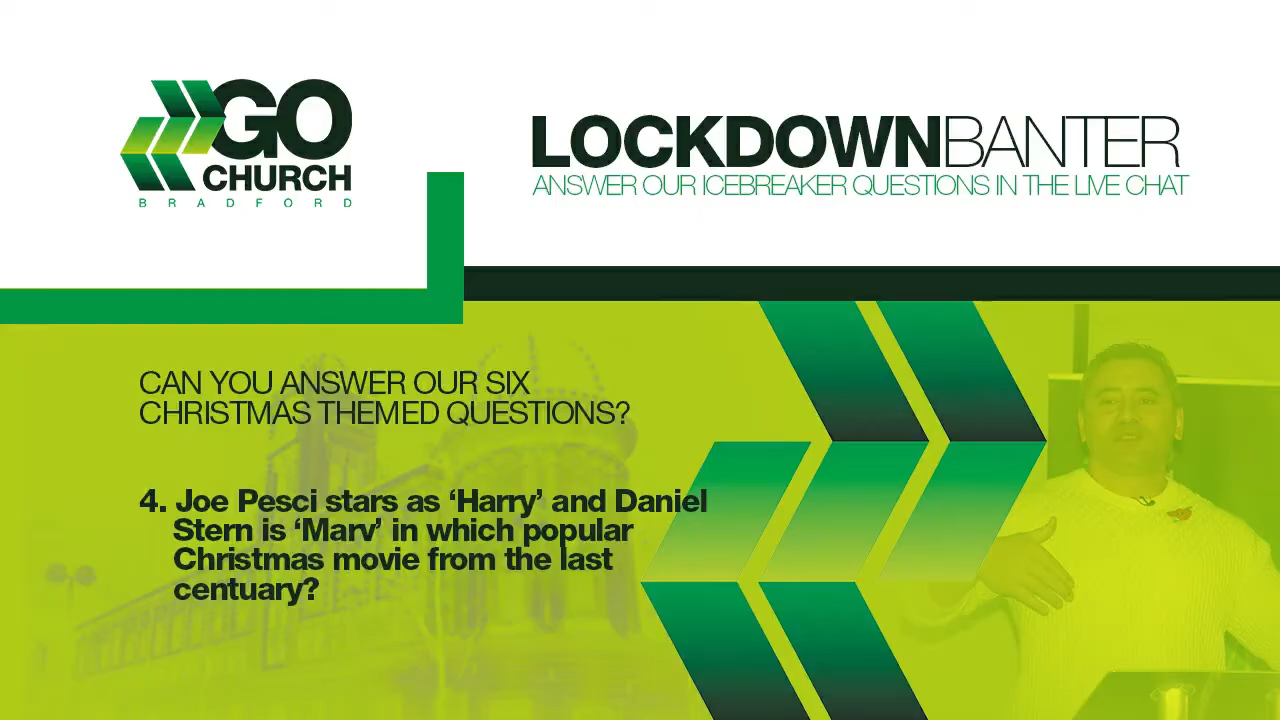 GO
CHURCH
BRADFORD
LOCKDOWNBANTER
ANSWER OUR ICEBREAKER QUESTIONS IN THE LIVE CHAT
CAN YOU ANSWER OUR SIX
CHRISTMAS THEMED QUESTIONS?
4. Joe Pesci stars as ‘Harry’ and Daniel
Stern is ‘Marv’ in which popular
Christmas movie from the last
centuary?